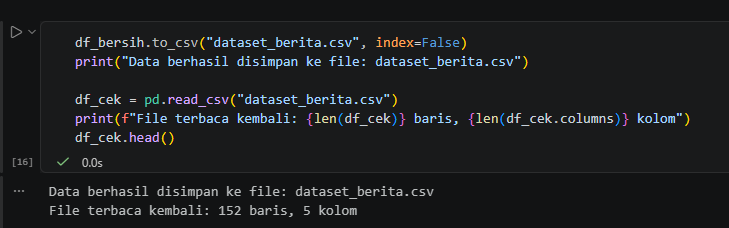 df_bersih.to_csv("dataset_berita.csv", index=False)
print("Data berhasil disimpan ke file: dataset_berita.csv")
df_cek = pd.read_csv("dataset_berita.csv")
print(f"File terbaca kembali: {len(df_cek)} baris, {len(df_cek.columns)} kolom")
df_cek.head()
[16] 0.0s
Data berhasil disimpan ke file: dataset_berita.csv
File terbaca kembali: 152 baris, 5 kolom